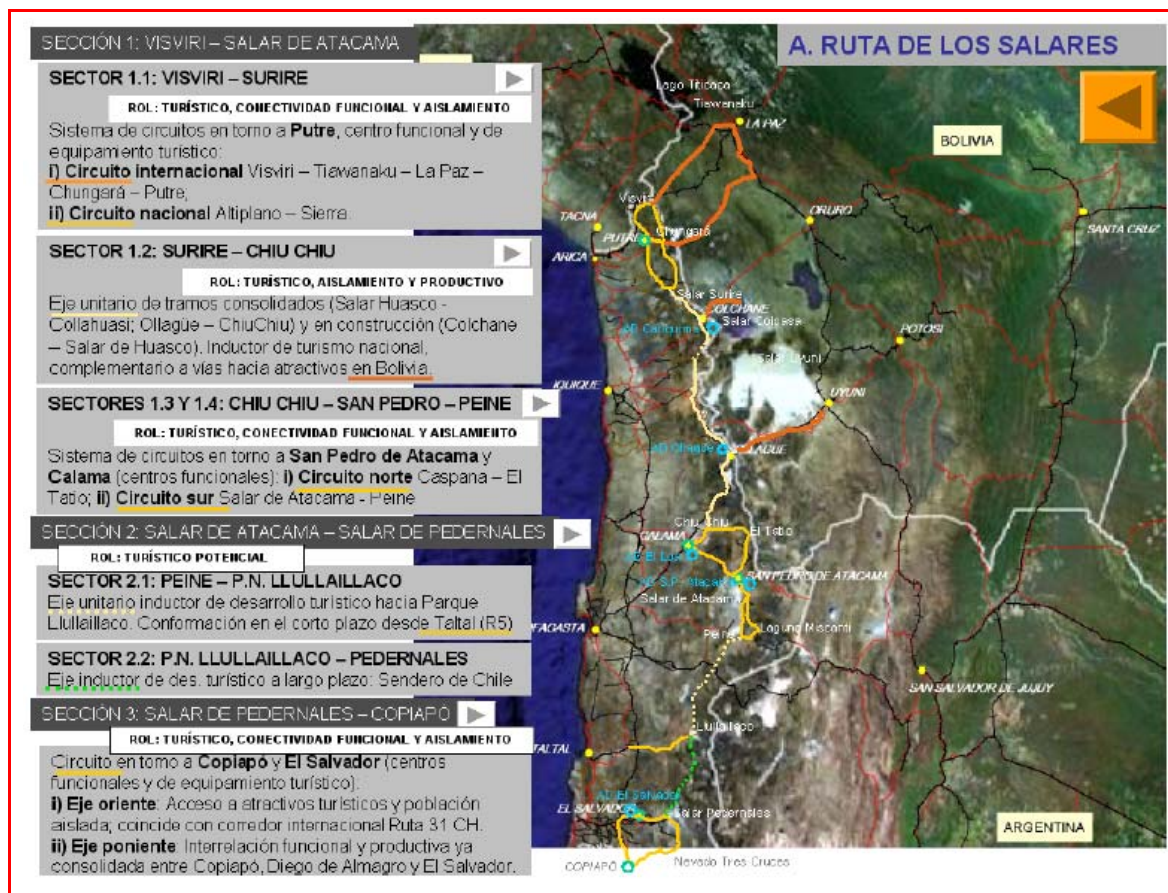 SECCIÓN 1: VISVIRI – SALAR DE ATACAMA
SECTOR 1.1: VISVIRI – SURIRE
ROL: TURÍSTICO, CONECTIVIDAD FUNCIONAL Y AISLAMIENTO
Sistema de circuitos en torno a Putre, centro funcional y de
equipamiento turístico:
i) Circuito internacional Visviri – Tiawanaku – La Paz –
Chungará – Putre;
ii) Circuito nacional Altiplano – Sierra.
SECTOR 1.2: SURIRE – CHIU CHIU
ROL: TURÍSTICO, AISLAMIENTO Y PRODUCTIVO
Eje unitario de tramos consolidados (Salar Huasco -
Collahuasi; Ollagüe – ChiuChiu) y en construcción (Colchane
– Salar de Huasco). Inductor de turismo nacional,
complementario a vías hacia atractivos en Bolivia.
SECTORES 1.3 Y 1.4: CHIU CHIU – SAN PEDRO – PEINE
ROL: TURÍSTICO, CONECTIVIDAD FUNCIONAL Y AISLAMIENTO
Sistema de circuitos en torno a San Pedro de Atacama y
Calama (centros funcionales): i) Circuito norte Caspana – El
Tatio; ii) Circuito sur Salar de Atacama - Peine
SECCIÓN 2: SALAR DE ATACAMA – SALAR DE PEDERNALES
ROL: TURÍSTICO POTENCIAL
SECTOR 2.1: PEINE – P.N. LLULLAILLACO
Eje unitario inductor de desarrollo turístico hacia Parque
Llullaillaco. Conformación en el corto plazo desde Taltal (R5)
SECTOR 2.2: P.N. LLULLAILLACO – PEDERNALES
Eje inductor de des. turístico a largo plazo: Sendero de Chile
SECCIÓN 3: SALAR DE PEDERNALES – COPIAPÓ
ROL: TURÍSTICO, CONECTIVIDAD FUNCIONAL Y AISLAMIENTO
Circuito en torno a Copiapó y El Salvador (centros
funcionales y de equipamiento turístico):
i) Eje oriente: Acceso a atractivos turísticos y población
aislada; coincide con corredor internacional Ruta 31 CH.
ii) Eje poniente: Interrelación funcional y productiva ya
consolidada entre Copiapó, Diego de Almagro y El Salvador.
A. RUTA DE LOS SALARES
Lago Titicaca
Tiawanaku
LA PAZ
BOLIVIA
Visviri
TACNA
ORURO
SANTA CRUZ
PUTRE
Chungará
ARICA
Salar Surire
COLCHANE
AD Cariquima
Salar Coipasa
POTOSI
Salar Uyuni
IQUIQUE
UYUNI
LAGUE
Chiu Chiu
El Tatio
CALAMA
AD El Loa
AD S.P. Atacama
SAN PEDRO DE ATACAMA
Salar de Atacama
FAGASTA
Peine
Laguna Misconti
SAN SALVADOR DE JUJUY
Llullaillaco
TALTAL
AD El Salvador
EL SALVADOR
Salar Pedernales
ARGENTINA
COPIAPÓ
Nevado Tres Cruces